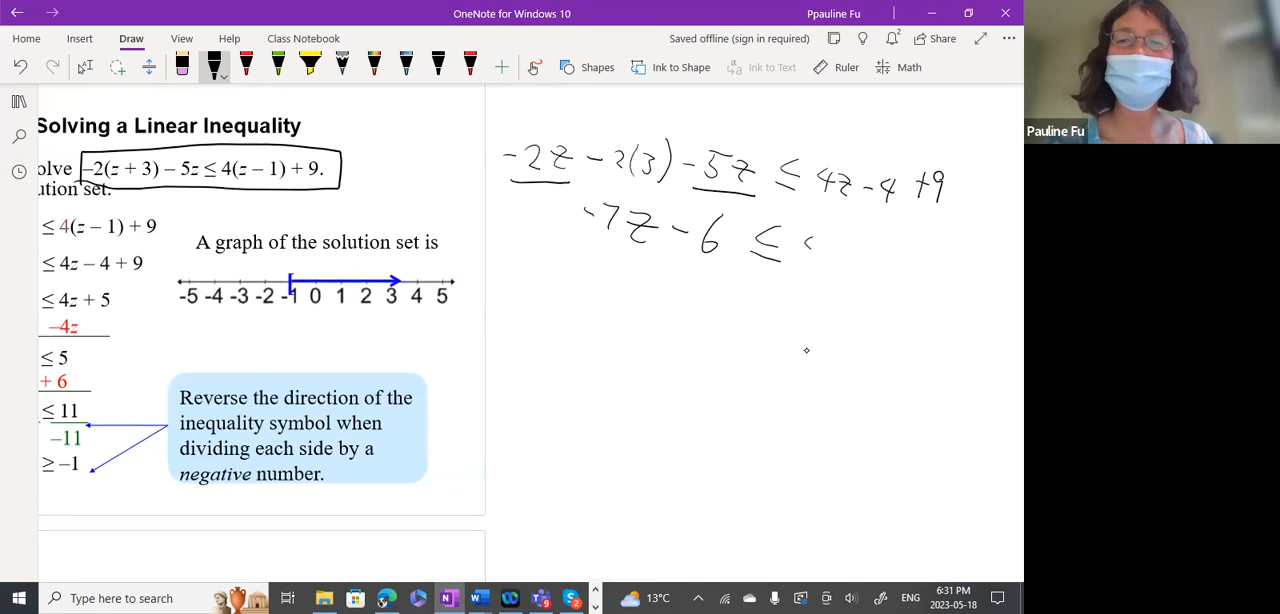 OneNote for Windows 10
Ppauline Fu
Home Insert Draw View Help Class Notebook
Saved offline (sign in required) Share
Shapes Ink to Shape Ink to Text Ruler Math
Solving a Linear Inequality
olve –2(z + 3) – 5z ≤ 4(z – 1) + 9.
ution set.
≤ 4(z – 1) + 9
≤ 4z – 4 + 9
≤ 4z + 5
–4z
≤ 5
+ 6
≤ 11
–11
≥ –1
A graph of the solution set is
-5 -4 -3 -2 -1 0 1 2 3 4 5
Reverse the direction of the
inequality symbol when
dividing each side by a
negative number.
-2z - 2(3) - 5z ≤ 4z - 4 + 9
-7z - 6 ≤
Pauline Fu
Type here to search
13°C
ENG
6:31 PM
2023-05-18